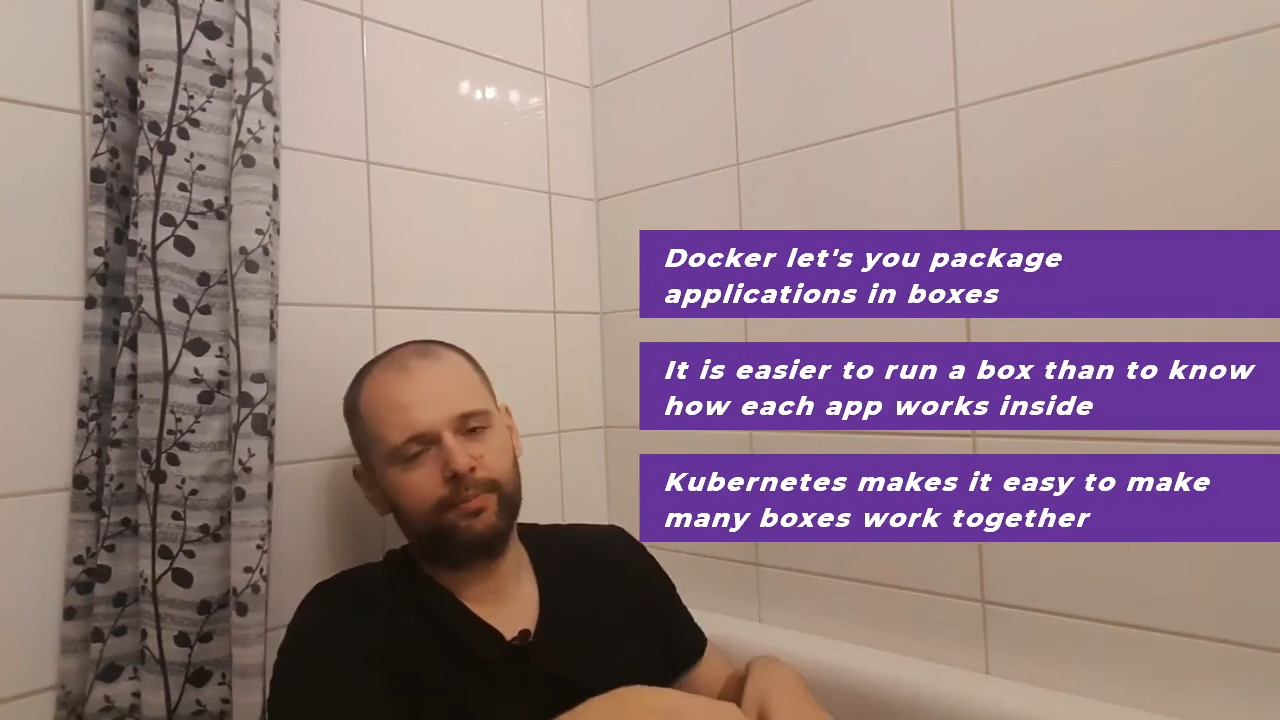 Docker let's you package
applications in boxes
It is easier to run a box than to know
how each app works inside
Kubernetes makes it easy to make
many boxes work together